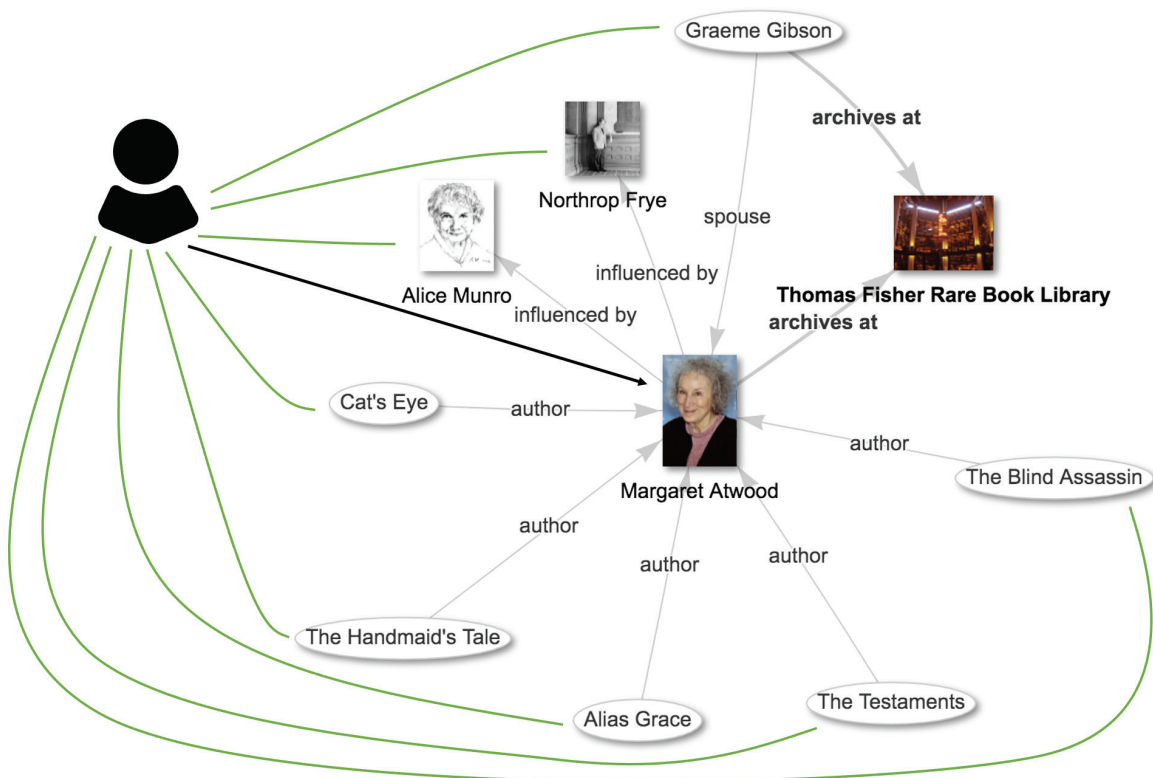 Graeme Gibson
archives at
Northrop Frye
spouse
influenced by
Alice Munro
influenced by
Thomas Fisher Rare Book Library
archives at
Cat's Eye
author
author
The Blind Assassin
Margaret Atwood
author
author
author
The Handmaid's Tale
The Testaments
Alias Grace